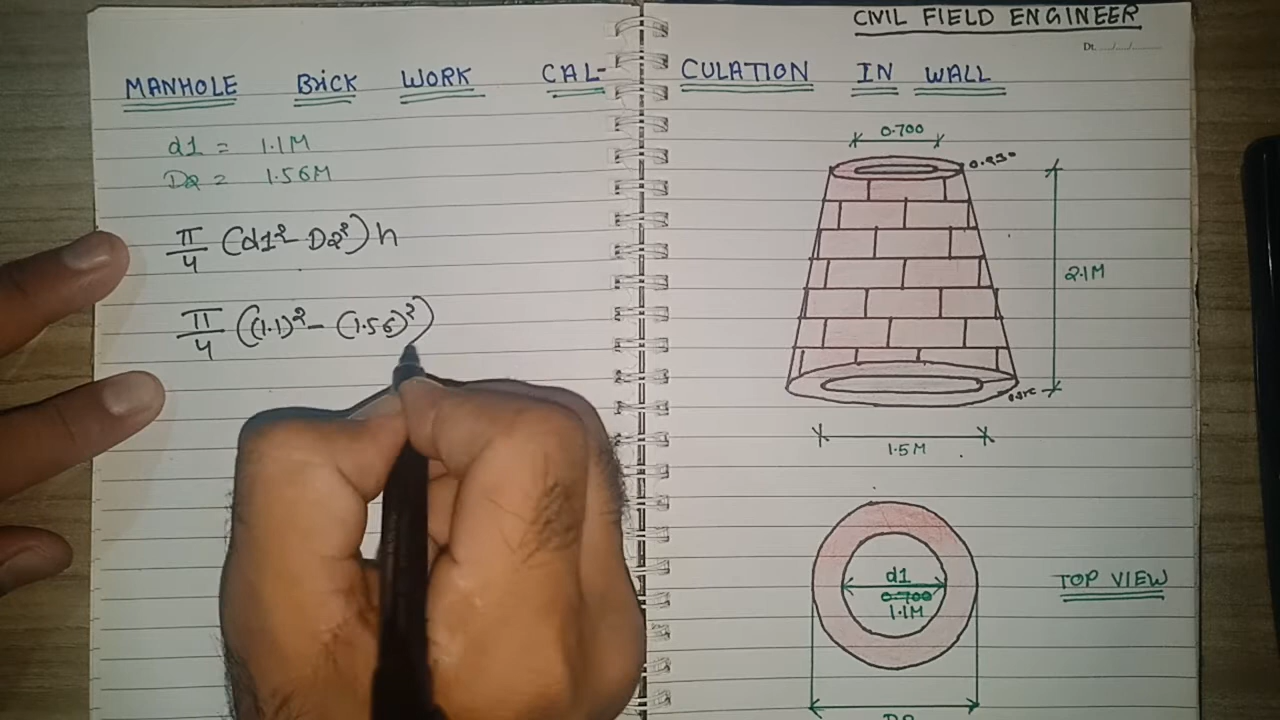 CIVIL FIELD ENGINEER
Dt. ..../..../........
MANHOLE BRICK WORK CAL-CULATION IN WALL
d1 = 1.1M
D2 = 1.56M
π/4 (d1² - D2²) h
π/4 ((1.1)² - (1.56)²)
0.700
0.230
2.1M
1.5M
d1
0.700
1.1M
TOP VIEW
D2